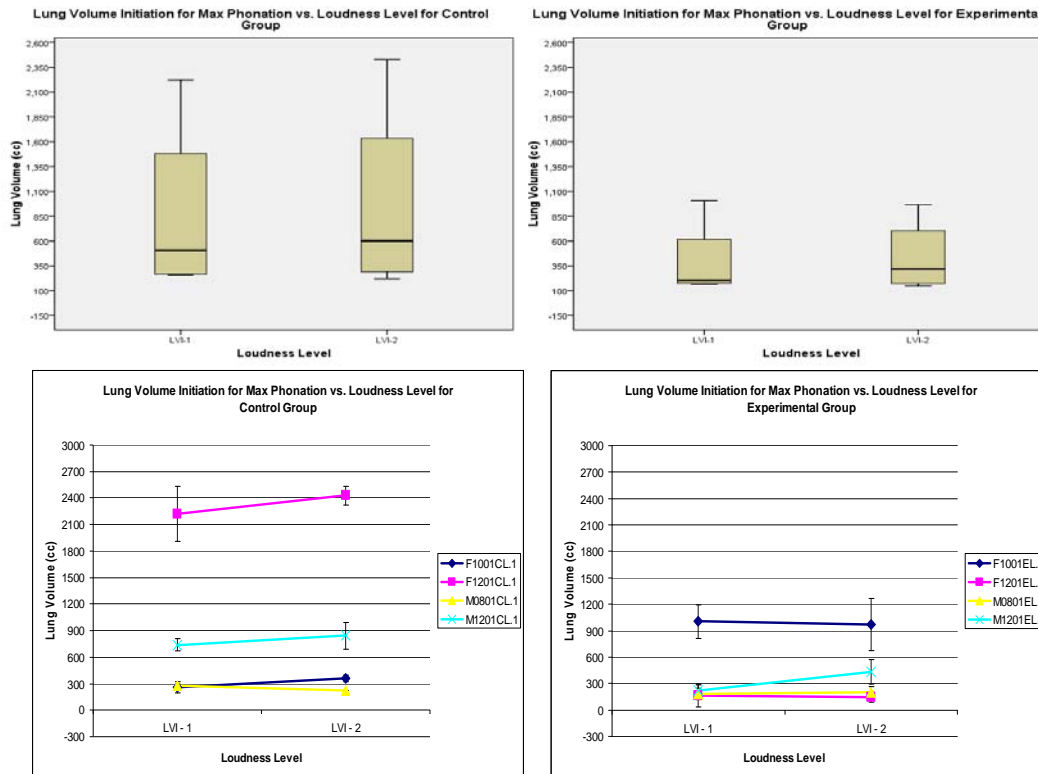 Lung Volume Initiation for Max Phonation vs. Loudness Level for Control
Group
2,600
2,350
2,100
1,850
1,600
1,350
1,100
850
600
350
100
-150
Lung Volume (cc)
LVI-1
LVI-2
Loudness Level
Lung Volume Initiation for Max Phonation vs. Loudness Level for Experimenta
Group
2,600
2,350
2,100
1,850
1,600
1,350
1,100
850
600
350
100
-150
Lung Volume (cc)
LVI-1
LVI-2
Loudness Level
Lung Volume Initiation for Max Phonation vs. Loudness Level for
Control Group
3000
2700
2400
2100
1800
1500
1200
900
600
300
0
-300
Lung Volume (cc)
LVI - 1
LVI - 2
Loudness Level
F1001CL.1
F1201CL.1
M0801CL.1
M1201CL.1
Lung Volume Initiation for Max Phonation vs. Loudness Level for
Experimental Group
3000
2700
2400
2100
1800
1500
1200
900
600
300
0
-300
Lung Volume (cc)
LVI - 1
LVI - 2
Loudness Level
F1001EL.
F1201EL.
M0801EL.
M1201EL.